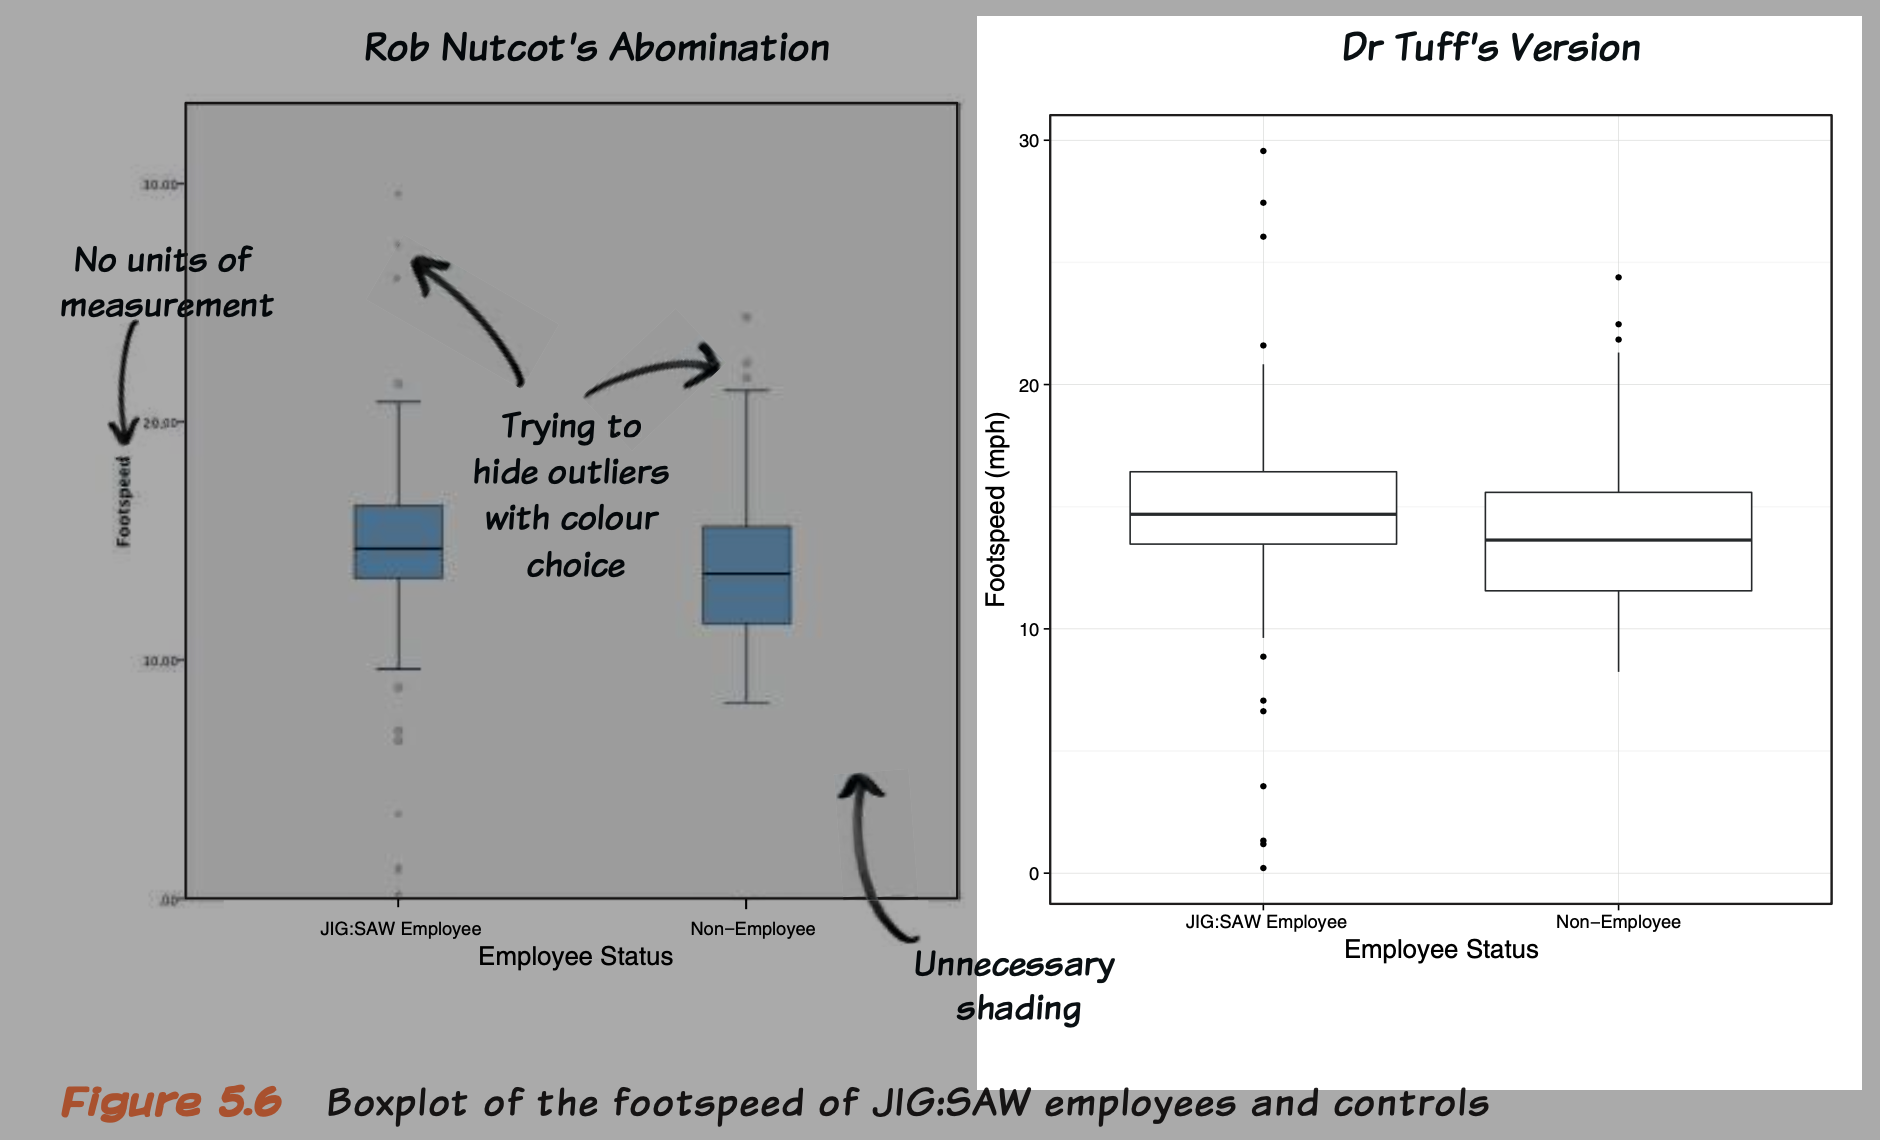 Rob Nutcot's Abomination
30.00
No units of
measurement
20.00
Footspeed
Trying to
hide outliers
with colour
choice
10.00
.00
JIG:SAW Employee
Non–Employee
Employee Status
Unnecessary
shading
Dr Tuff's Version
30
20
Footspeed (mph)
10
0
JIG:SAW Employee
Non–Employee
Employee Status
Figure 5.6 Boxplot of the footspeed of JIG:SAW employees and controls